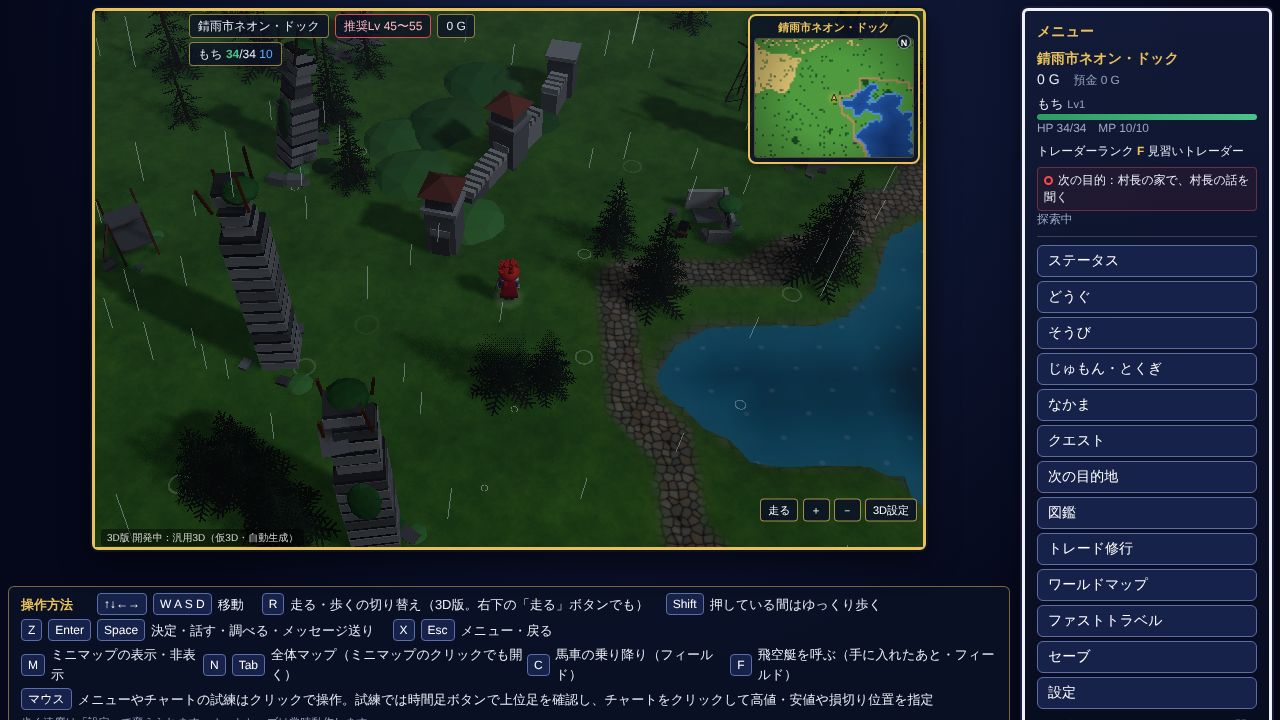 錆雨市ネオン・ドック 推奨Lv 45〜55 0 G
もち 34/34 10
錆雨市ネオン・ドック
N
走る + − 3D設定
3D版 開発中：汎用3D（仮3D・自動生成）
メニュー
錆雨市ネオン・ドック
0 G 預金 0 G
もち Lv1
HP 34/34 MP 10/10
トレーダーランク F 見習いトレーダー
次の目的：村長の家で、村長の話を
聞く
探索中
ステータス
どうぐ
そうび
じゅもん・とくぎ
なかま
クエスト
次の目的地
図鑑
トレード修行
ワールドマップ
ファストトラベル
セーブ
設定
操作方法 ↑↓←→ W A S D 移動 R 走る・歩くの切り替え（3D版。右下の「走る」ボタンでも） Shift 押している間はゆっくり歩く
Z Enter Space 決定・話す・調べる・メッセージ送り X Esc メニュー・戻る
M ミニマップの表示・非表示 N Tab 全体マップ（ミニマップのクリックでも開く） C 馬車の乗り降り（フィールド） F 飛空艇を呼ぶ（手に入れたあと・フィールド）
マウス メニューやチャートの試練はクリックで操作。試練では時間足ボタンで上位足を確認し、チャートをクリックして高値・安値や損切り位置を指定